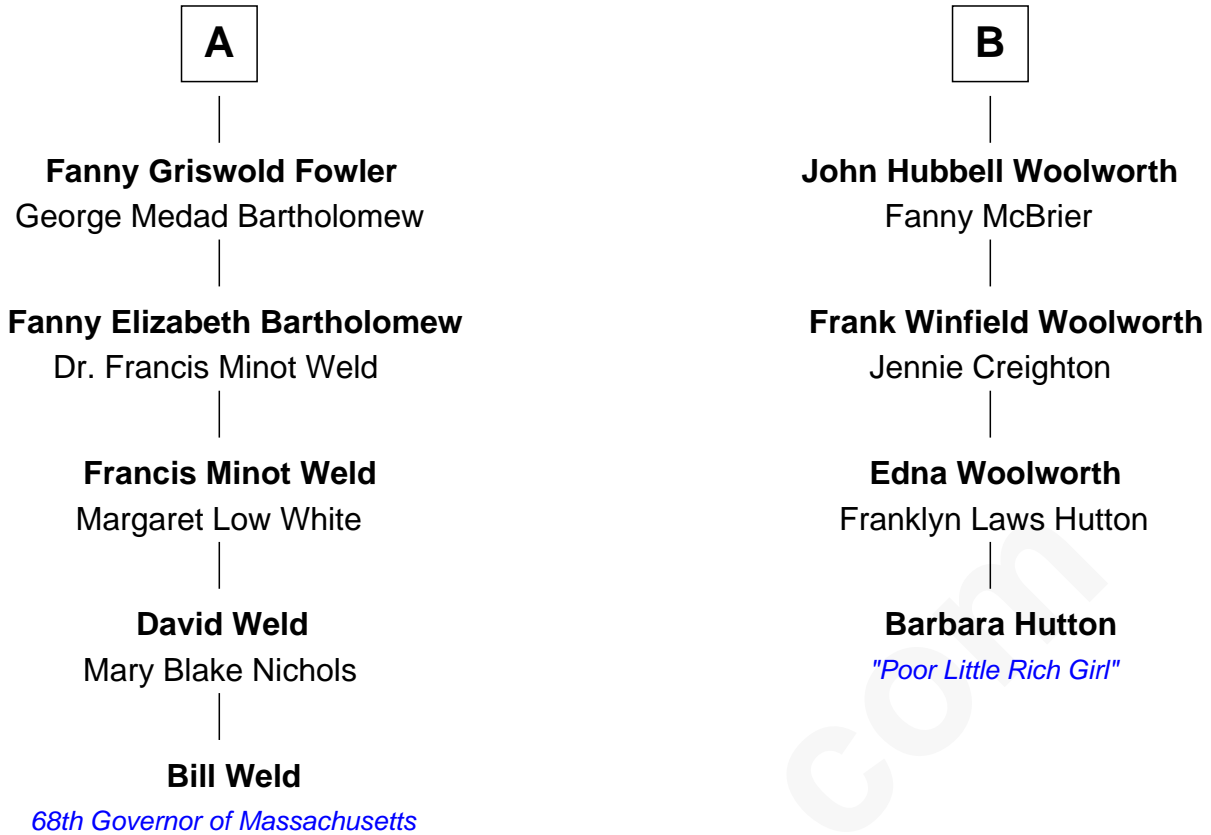 A
Fanny Griswold Fowler
George Medad Bartholomew
Fanny Elizabeth Bartholomew
Dr. Francis Minot Weld
Francis Minot Weld
Margaret Low White
David Weld
Mary Blake Nichols
Bill Weld
68th Governor of Massachusetts
B
John Hubbell Woolworth
Fanny McBrier
Frank Winfield Woolworth
Jennie Creighton
Edna Woolworth
Franklyn Laws Hutton
Barbara Hutton
"Poor Little Rich Girl"
com